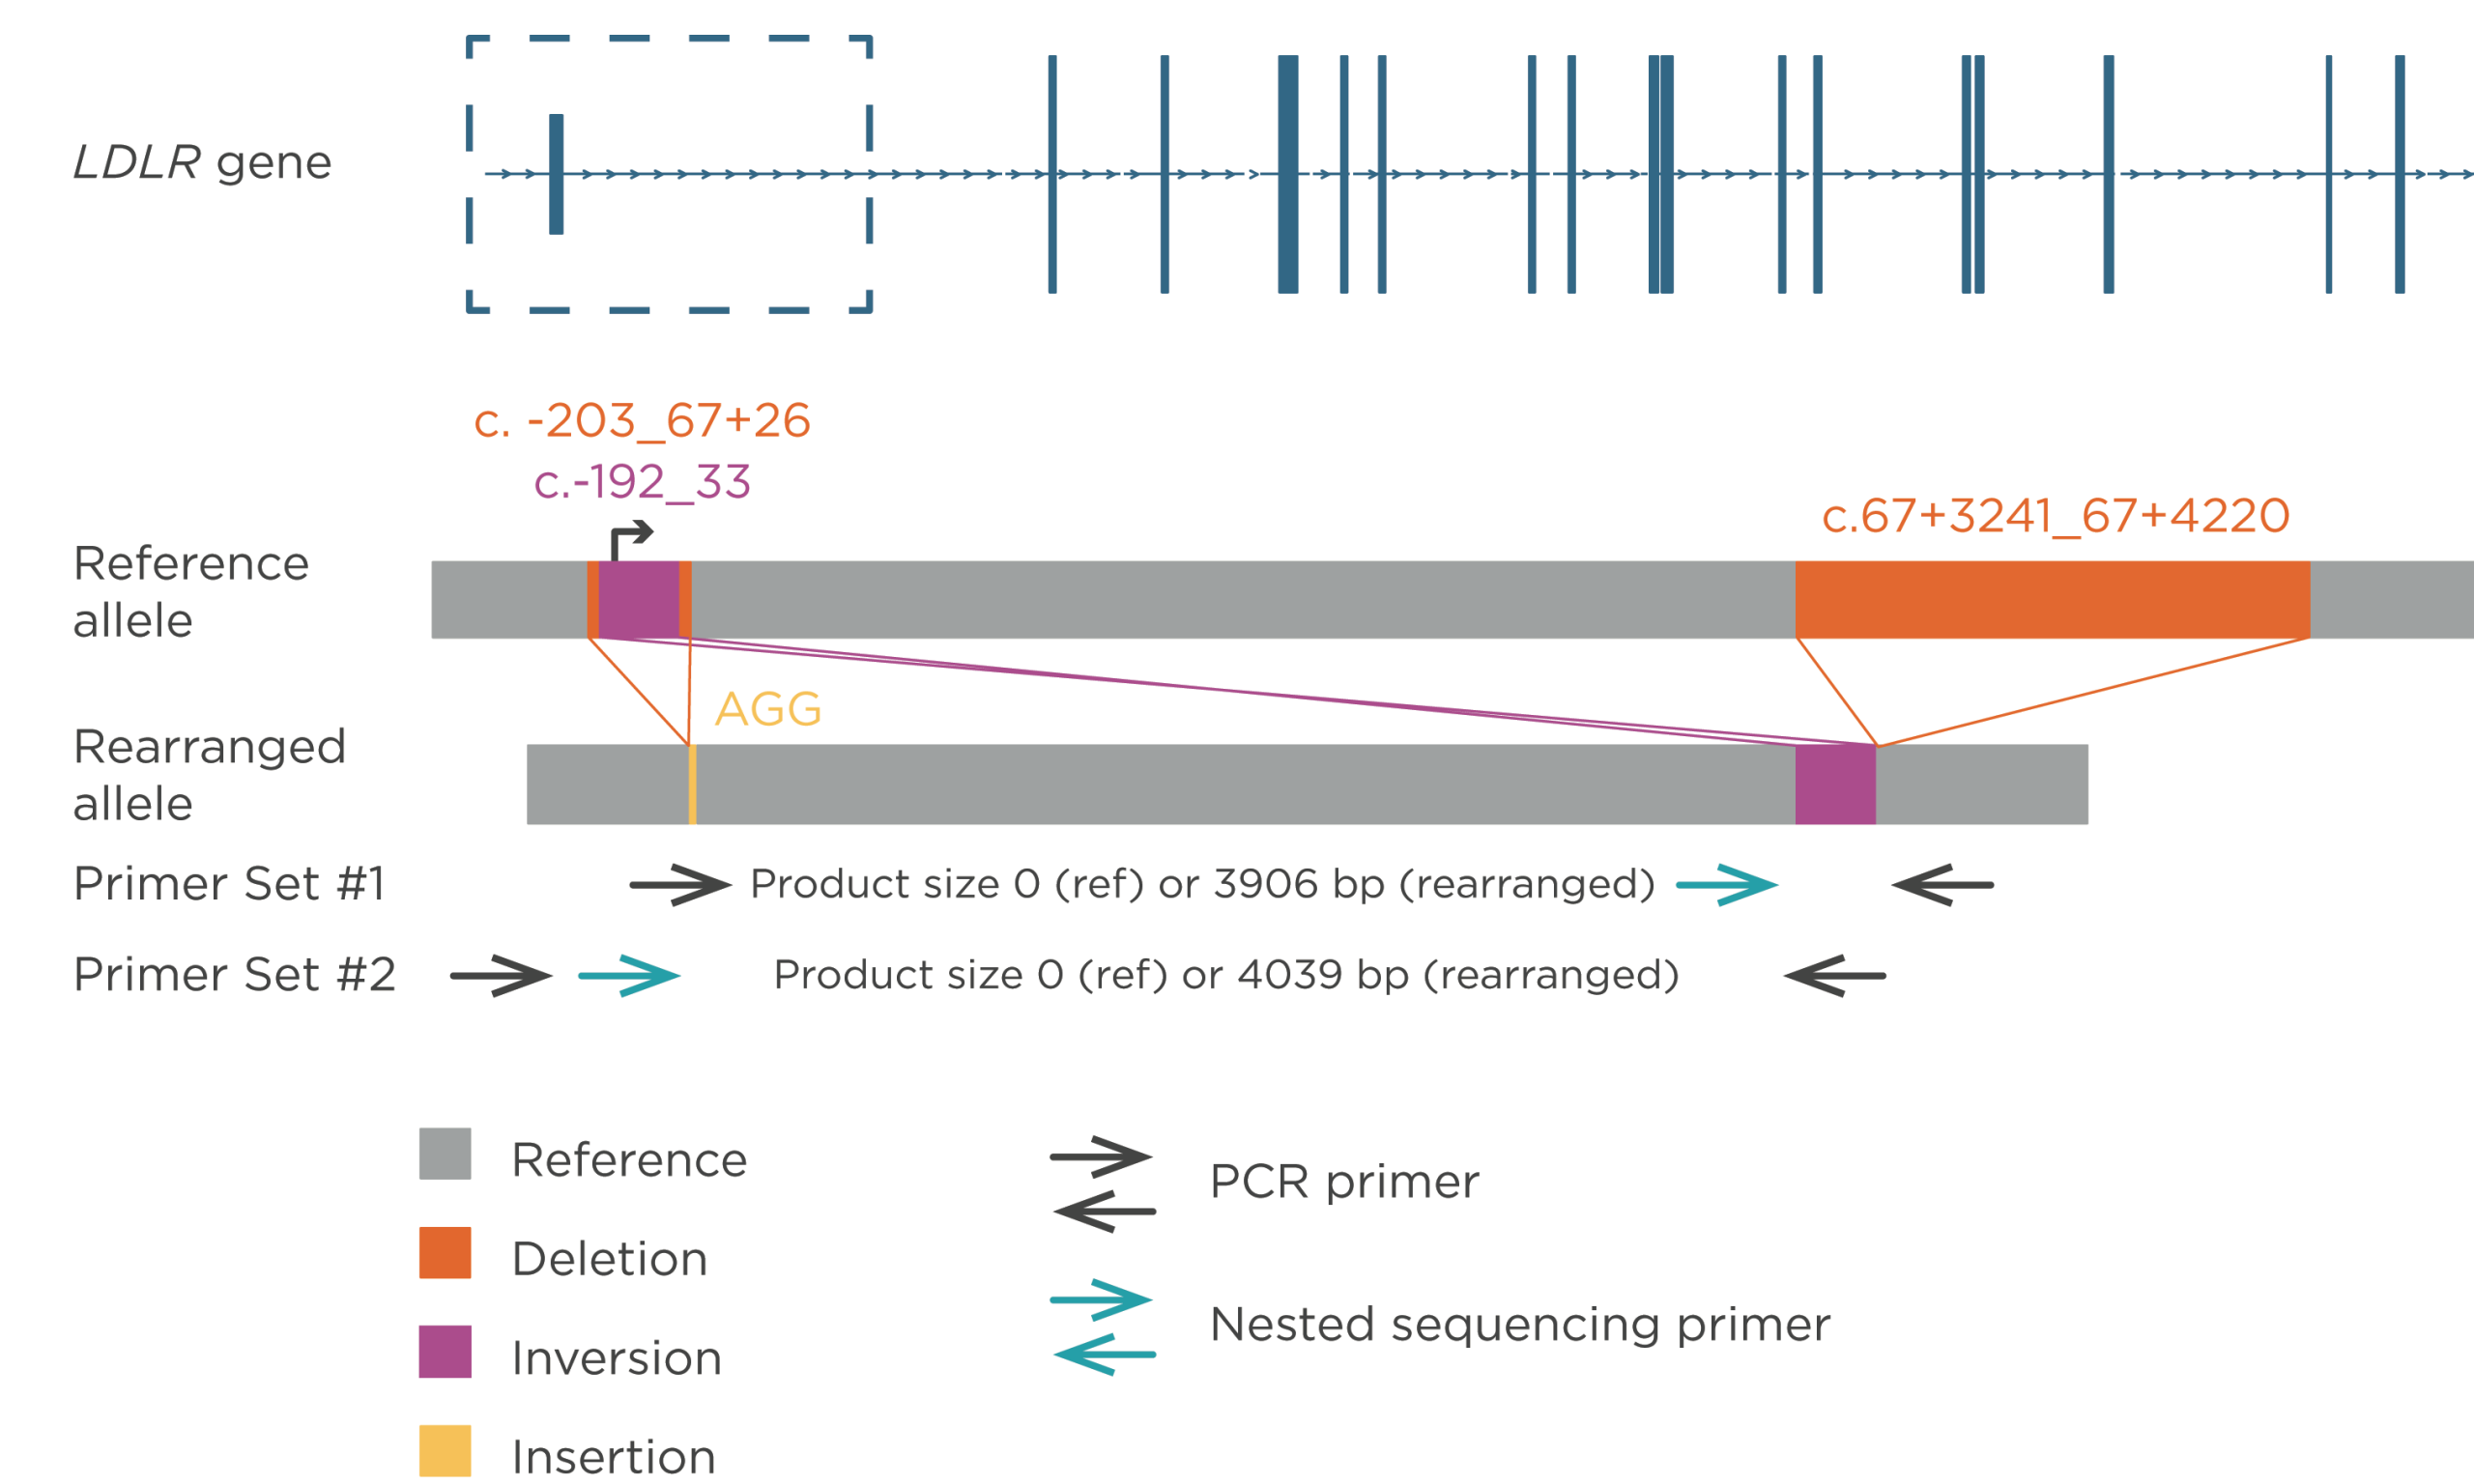 LDLR gene
c. -203_67+26
c.-192_33
c.67+3241_67+4220
Reference
allele
AGG
Rearranged
allele
Primer Set #1
Product size 0 (ref) or 3906 bp (rearranged)
Primer Set #2
Product size 0 (ref) or 4039 bp (rearranged)
Reference
PCR primer
Deletion
Nested sequencing primer
Inversion
Insertion